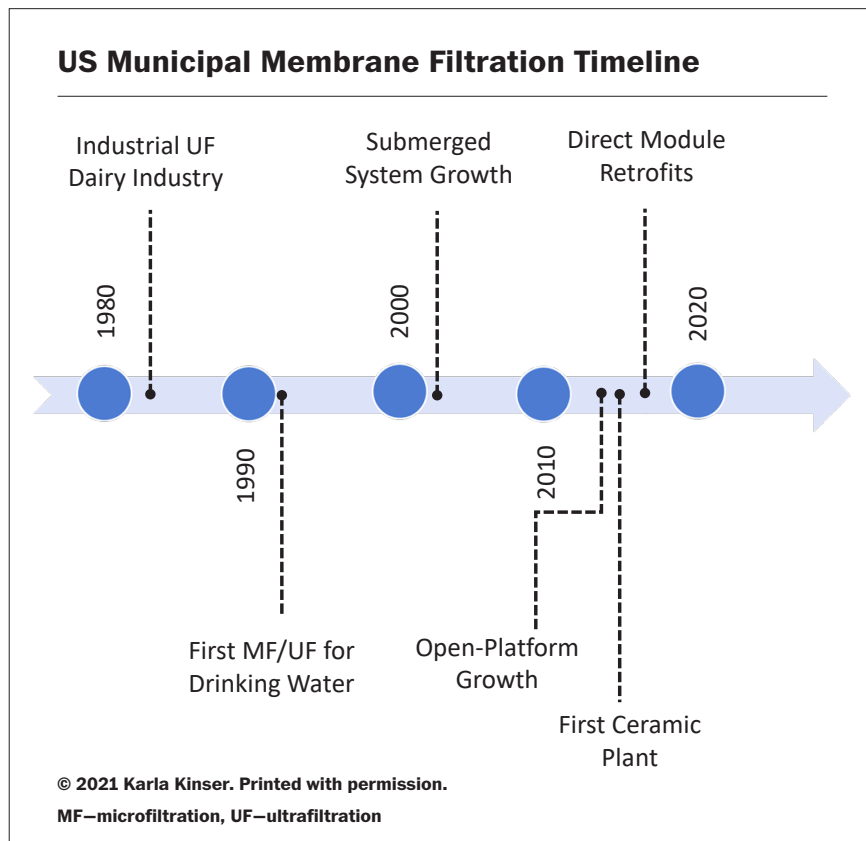 US Municipal Membrane Filtration Timeline
Industrial UF
Dairy Industry
Submerged
System Growth
Direct Module
Retrofits
1980
2000
2020
1990
2010
First MF/UF for
Drinking Water
Open-Platform
Growth
First Ceramic
Plant
© 2021 Karla Kinser. Printed with permission.
MF—microfiltration, UF—ultrafiltration